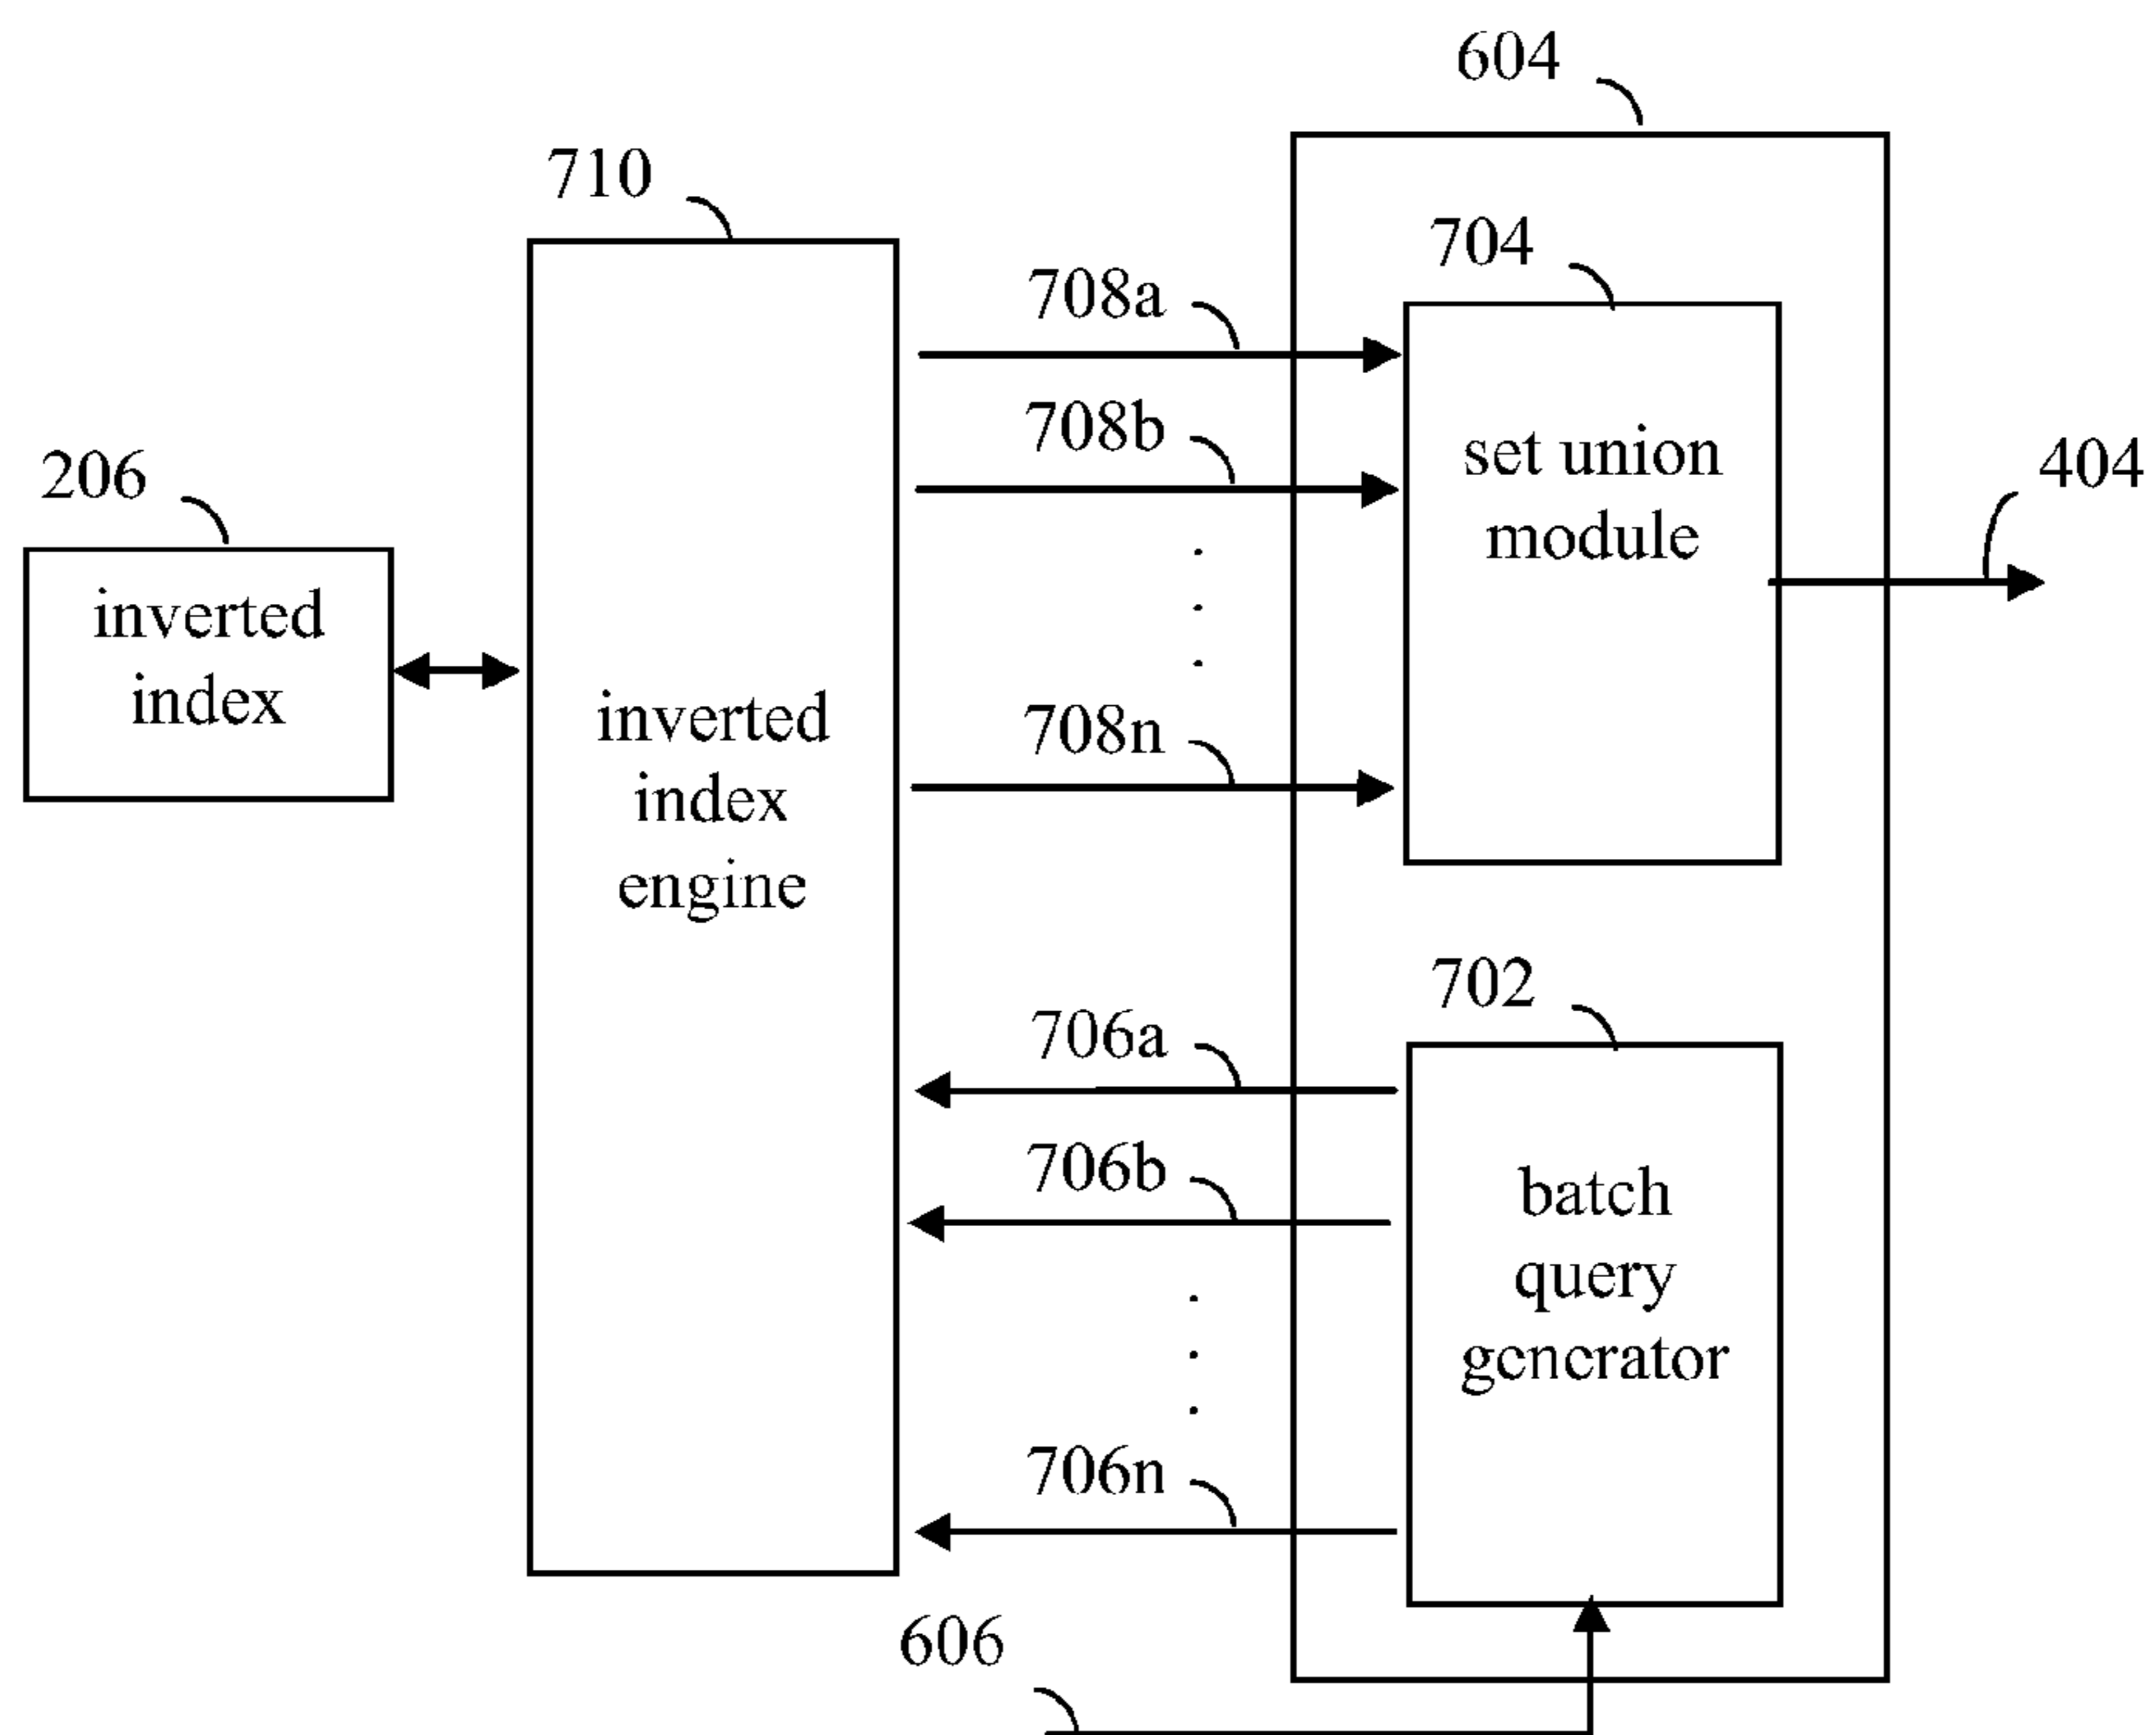 604
710
704
708a
708b
set union
module
404
206
inverted
index
708n
inverted
index
engine
702
706a
706b
batch
query
generator
706n
606